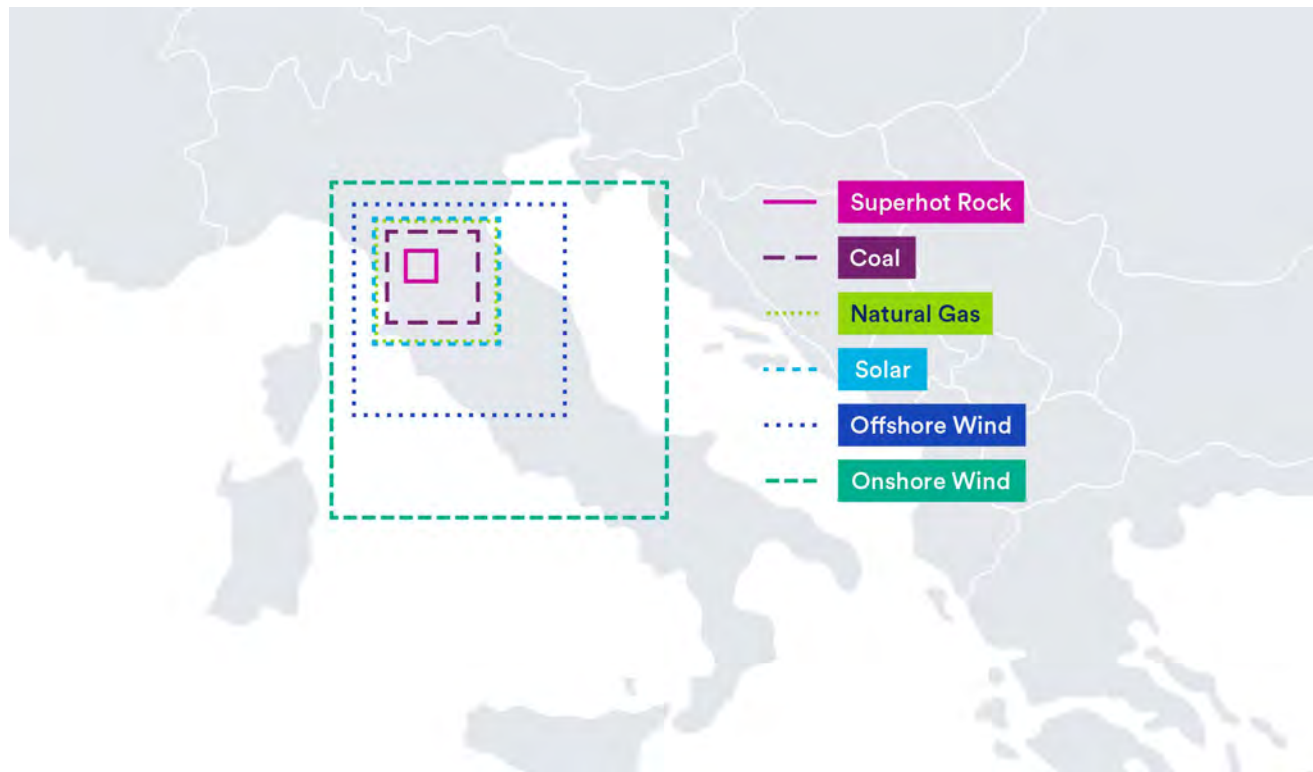 Superhot Rock
Coal
Natural Gas
Solar
Offshore Wind
Onshore Wind